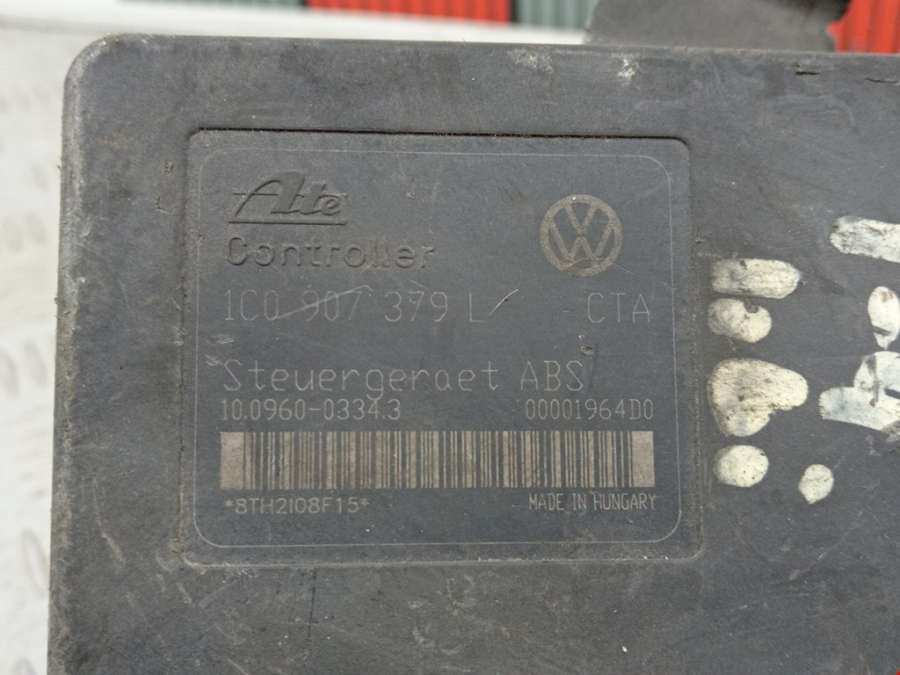 Ate
Controller
1C0 907 379 L CTA
Steuergeraet ABS
10.0960-0334.3 00001964D0
*8TH2I08F15*
MADE IN HUNGARY